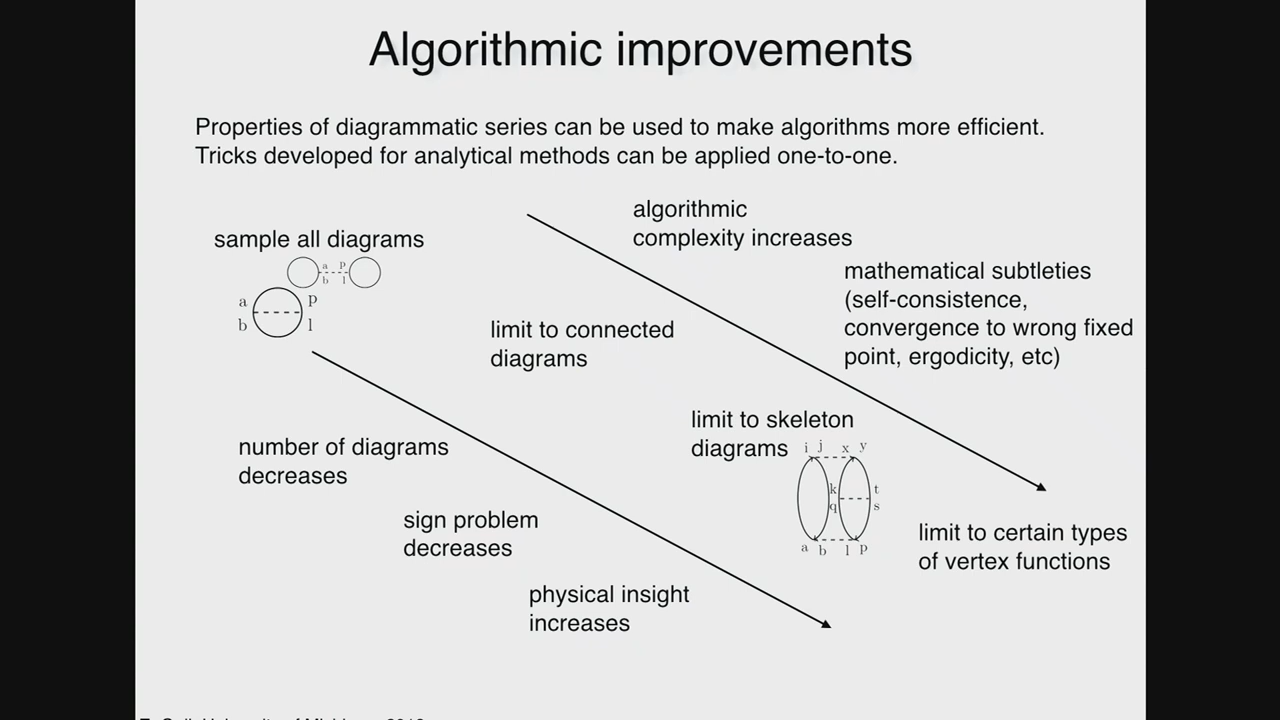 Algorithmic improvements
Properties of diagrammatic series can be used to make algorithms more efficient.
Tricks developed for analytical methods can be applied one-to-one.
algorithmic
complexity increases
sample all diagrams
a p
b l
a p
b l
mathematical subtleties
(self-consistence,
convergence to wrong fixed
point, ergodicity, etc)
limit to connected
diagrams
limit to skeleton
diagrams
i j x y
k t
q s
a b l p
number of diagrams
decreases
sign problem
decreases
limit to certain types
of vertex functions
physical insight
increases